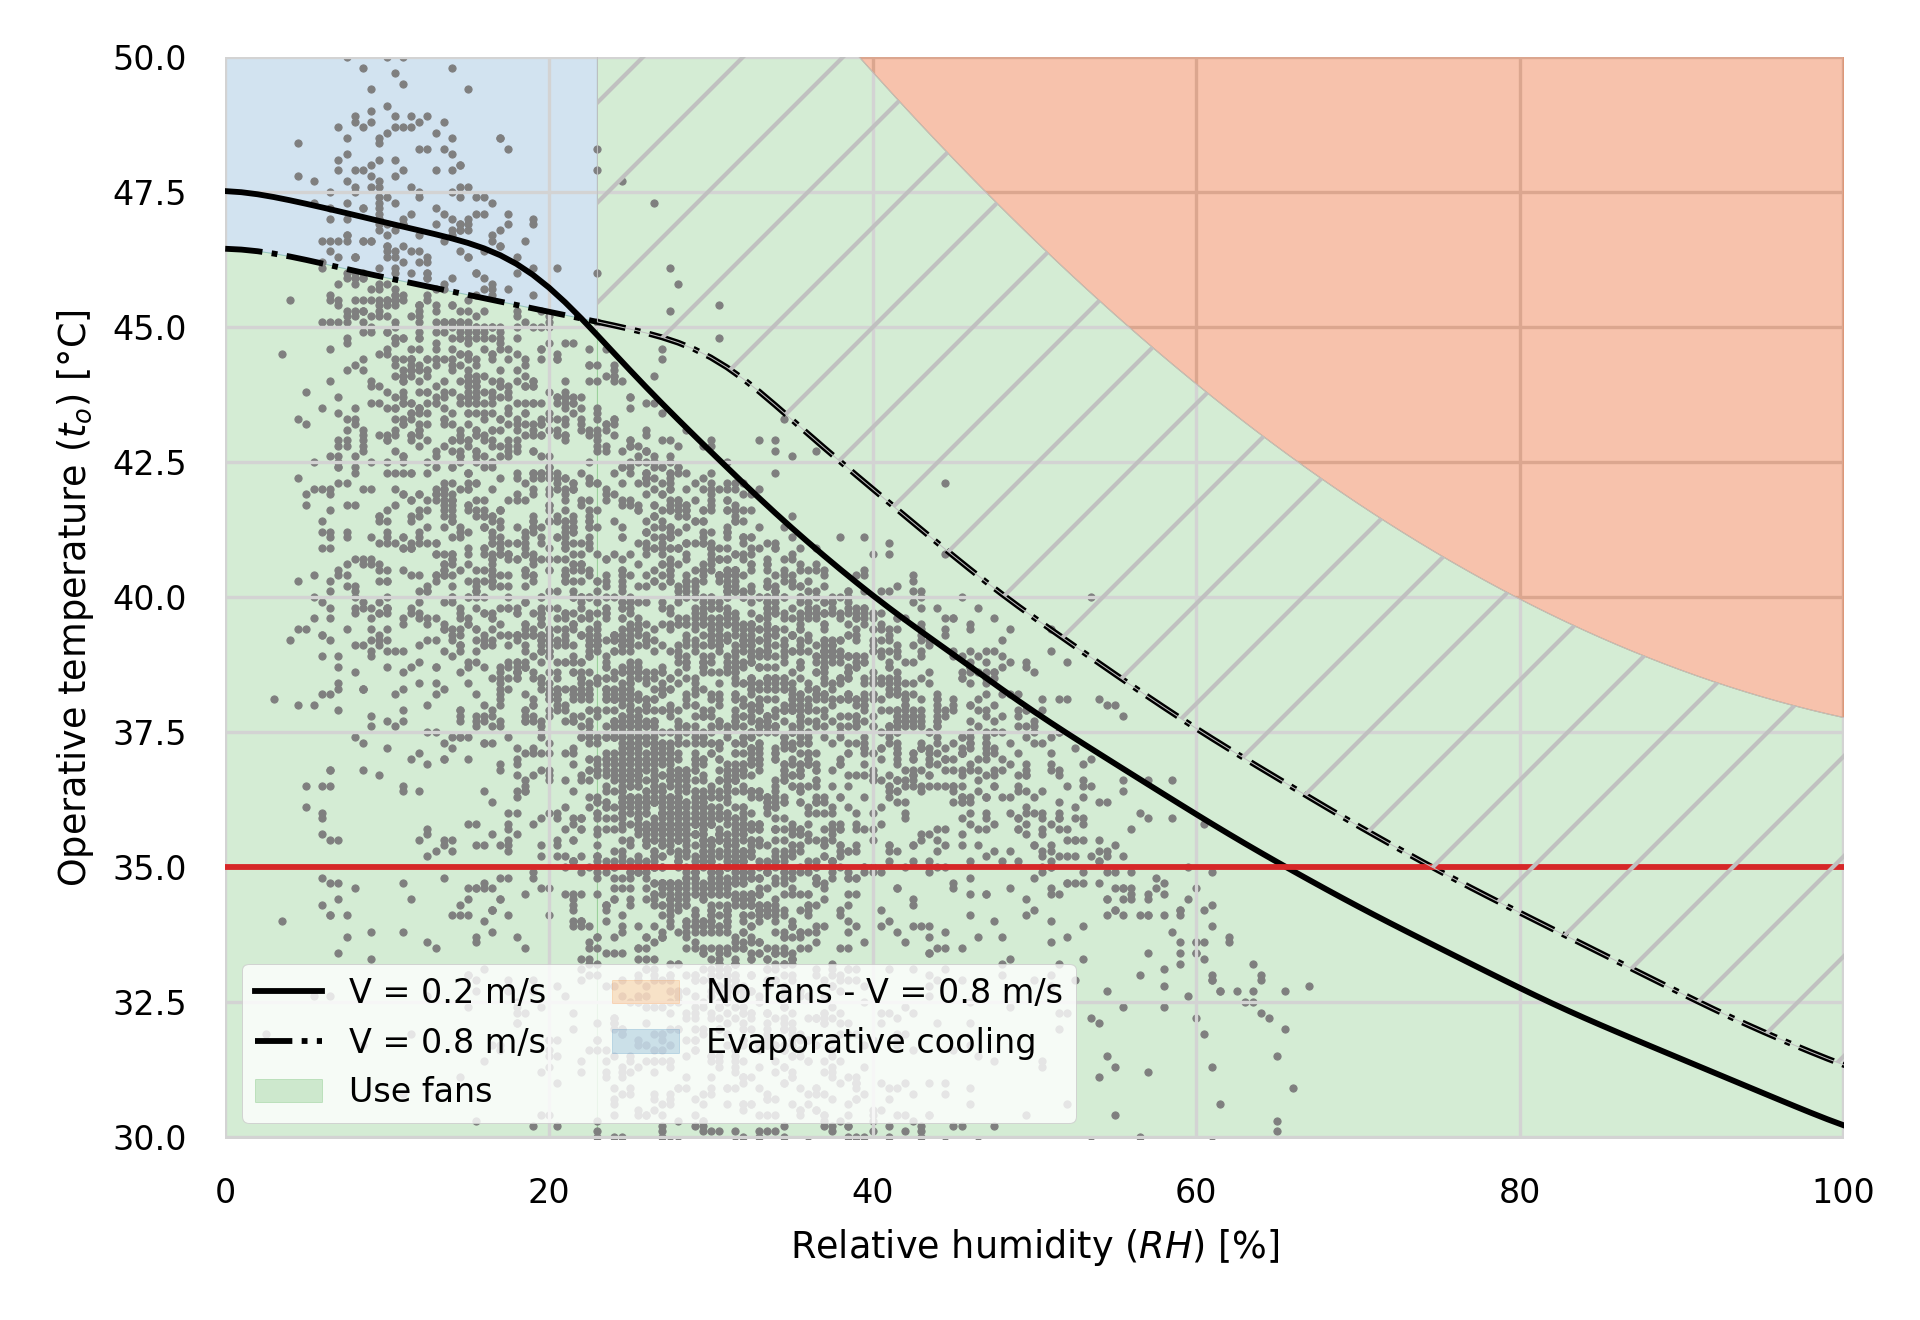 50.0
47.5
45.0
42.5
40.0
37.5
35.0
32.5
30.0
Operative temperature (t_o) [°C]
V = 0.2 m/s
V = 0.8 m/s
Use fans
No fans - V = 0.8 m/s
Evaporative cooling
0 20 40 60 80 100
Relative humidity (RH) [%]